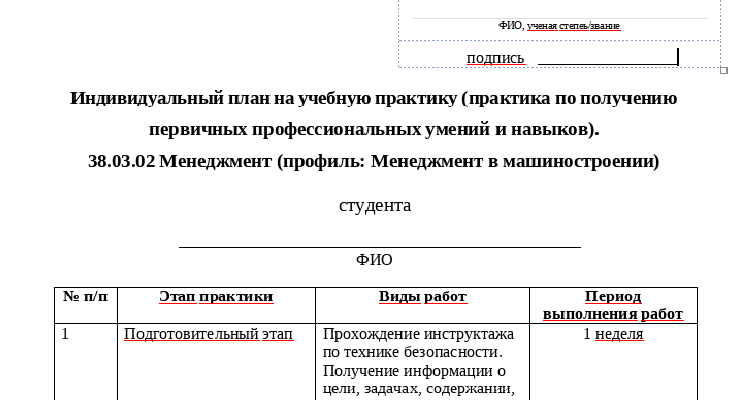 ФИО, ученая степеь/звание
подпись
Индивидуальный план на учебную практику (практика по получению
первичных профессиональных умений и навыков).
38.03.02 Менеджмент (профиль: Менеджмент в машиностроении)
студента
ФИО
№ п/п Этап практики Виды работ Период
выполнения работ
1 Подготовительный этап Прохождение инструктажа 1 неделя
по технике безопасности.
Получение информации о
цели, задачах, содержании,